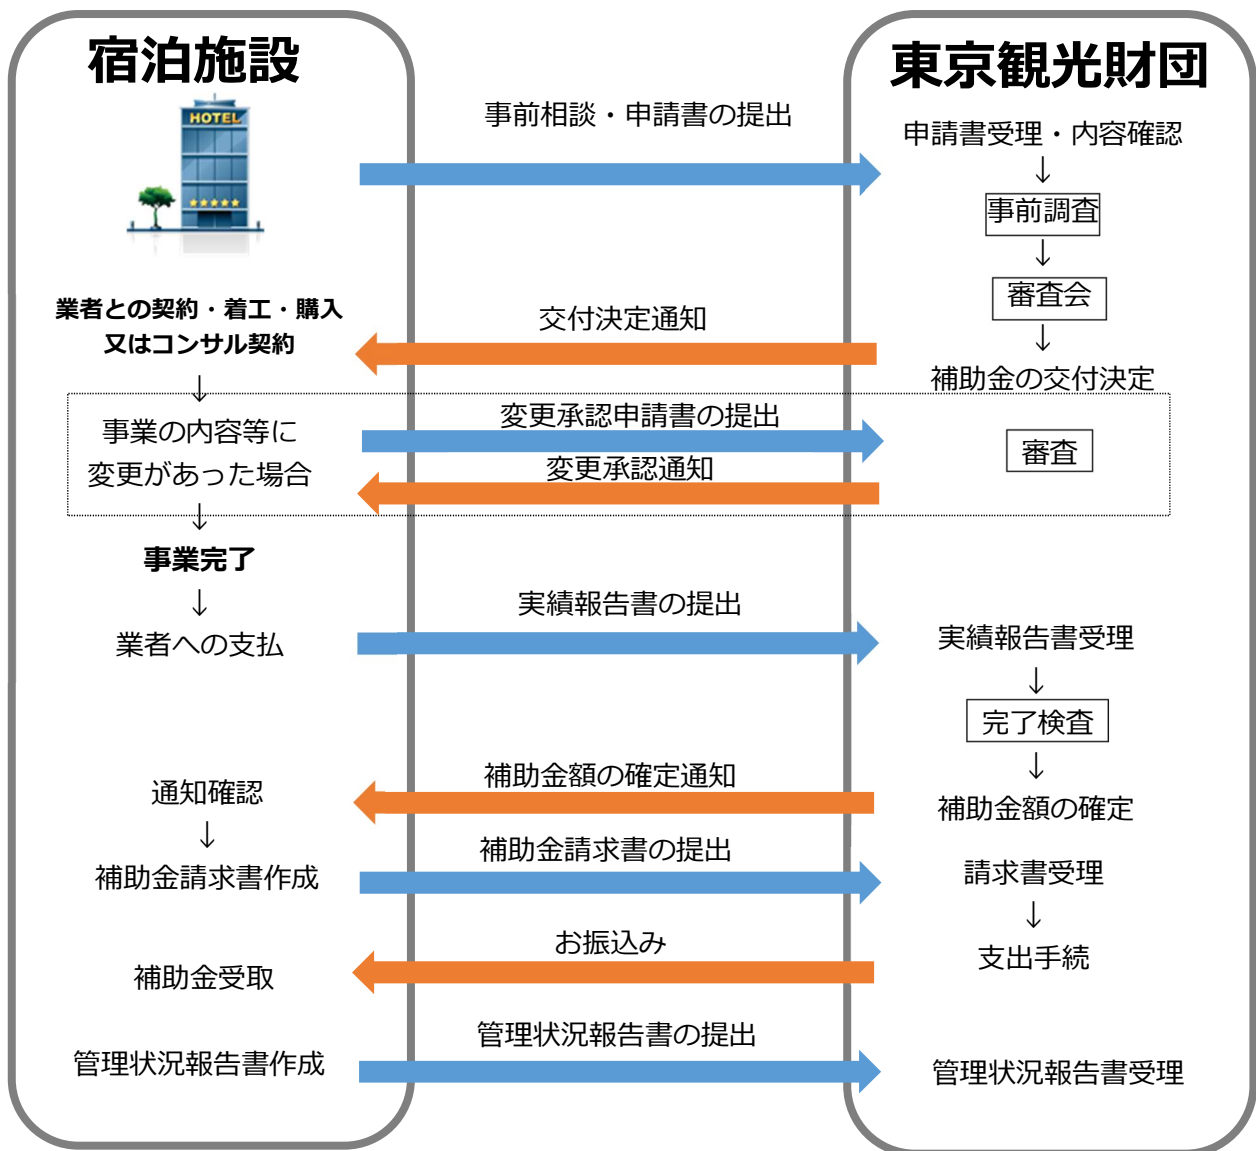 宿泊施設
東京観光財団
HOTEL
事前相談・申請書の提出
申請書受理・内容確認
↓
事前調査
↓
審査会
↓
補助金の交付決定
交付決定通知
業者との契約・着工・購入
又はコンサル契約
↓
事業の内容等に
変更があった場合
変更承認申請書の提出
審査
変更承認通知
↓
事業完了
↓
業者への支払
実績報告書の提出
実績報告書受理
↓
完了検査
↓
補助金額の確定
補助金額の確定通知
通知確認
↓
補助金請求書作成
補助金請求書の提出
請求書受理
↓
支出手続
お振込み
補助金受取
管理状況報告書作成
管理状況報告書の提出
管理状況報告書受理